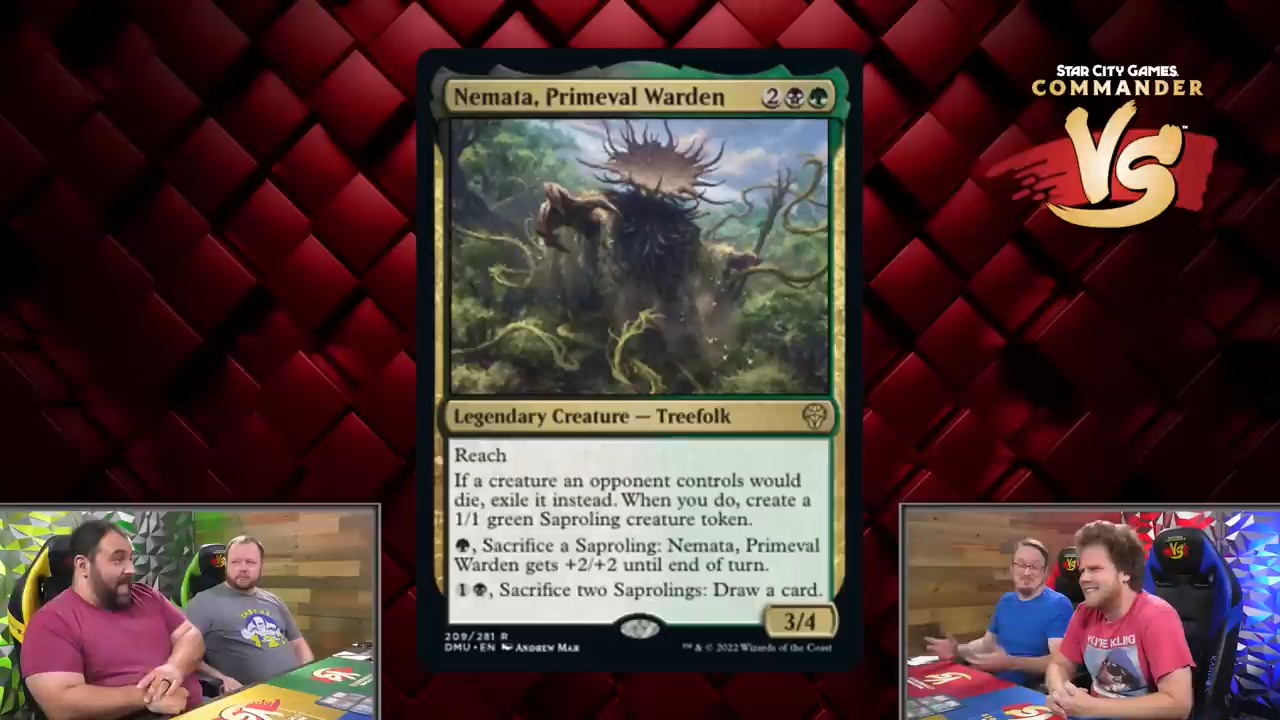 STAR CITY GAMES
COMMANDER
VS
Nemata, Primeval Warden 2
Legendary Creature — Treefolk
Reach
If a creature an opponent controls would
die, exile it instead. When you do, create a
1/1 green Saproling creature token.
, Sacrifice a Saproling: Nemata, Primeval
Warden gets +2/+2 until end of turn.
1, Sacrifice two Saprolings: Draw a card.
3/4
209/281 R
DMU • EN Andrew Mar
™ & © 2022 Wizards of the Coast